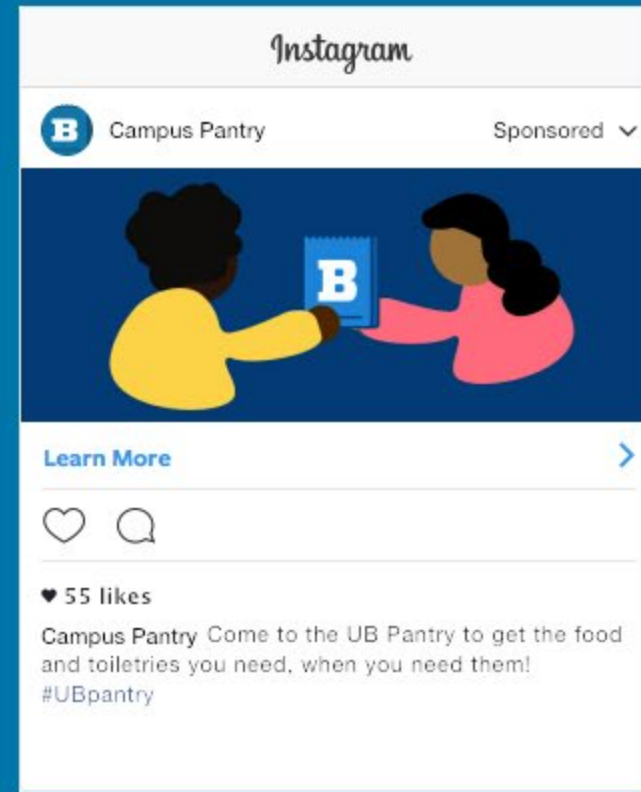 Instagram
B Campus Pantry Sponsored
B
Learn More
55 likes
Campus Pantry Come to the UB Pantry to get the food
and toiletries you need, when you need them!
#UBpantry